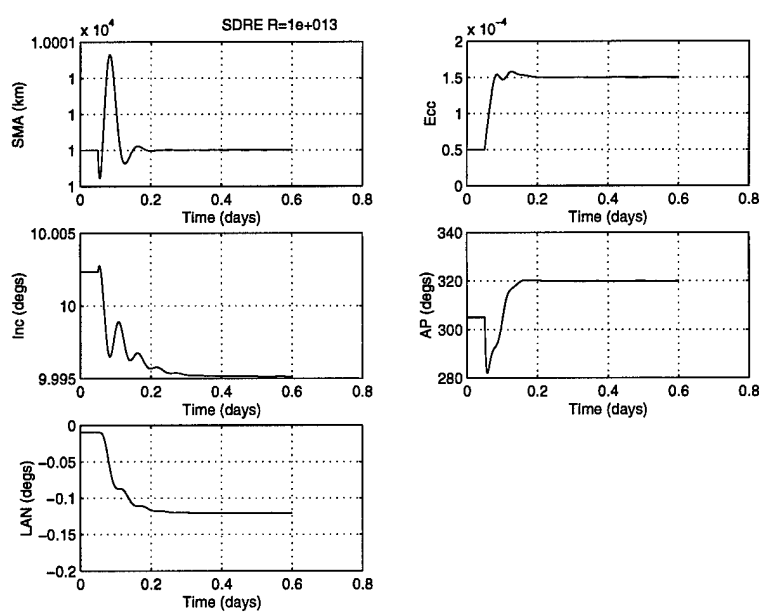 SDRE R=1e+013
x 10^4
1.0001
1
1
1
1
SMA (km)
0 0.2 0.4 0.6 0.8
Time (days)
x 10^-4
2
1.5
1
0.5
0
Ecc
0 0.2 0.4 0.6 0.8
Time (days)
10.005
10
9.995
Inc (degs)
0 0.2 0.4 0.6 0.8
Time (days)
340
320
300
280
AP (degs)
0 0.2 0.4 0.6 0.8
Time (days)
0
−0.05
−0.1
−0.15
−0.2
LAN (degs)
0 0.2 0.4 0.6 0.8
Time (days)